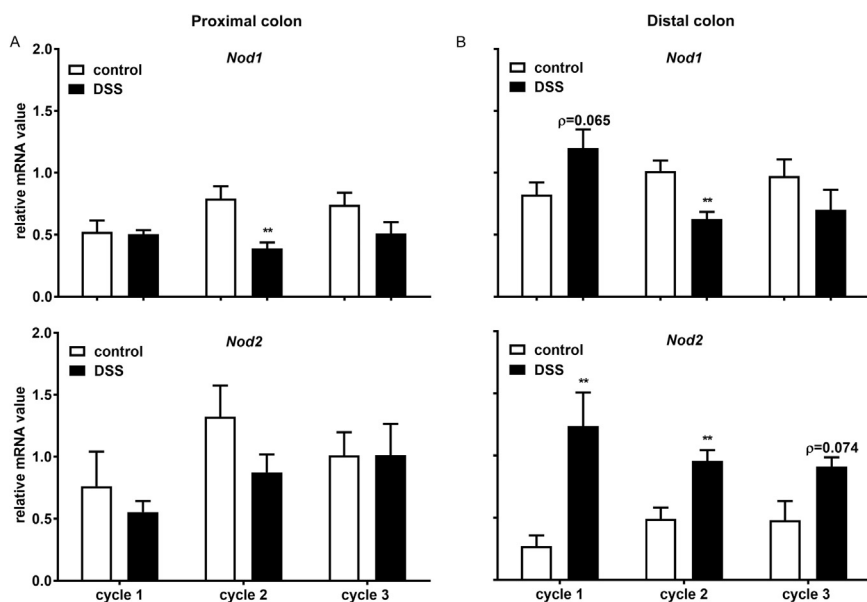 Proximal colon
Distal colon
A
B
Nod1
control
DSS
relative mRNA value
2.0
1.5
1.0
0.5
0.0
**
Nod1
control
DSS
ρ=0.065
**
Nod2
control
DSS
relative mRNA value
2.0
1.5
1.0
0.5
0.0
cycle 1
cycle 2
cycle 3
Nod2
control
DSS
**
**
ρ=0.074
cycle 1
cycle 2
cycle 3